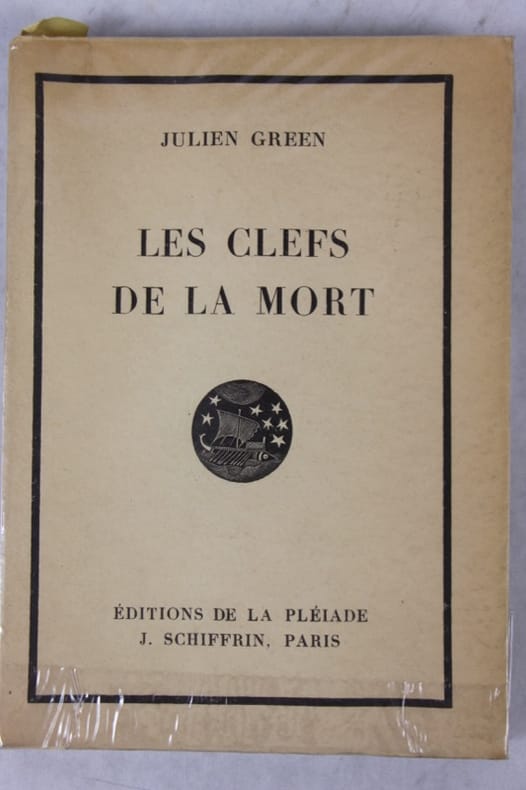 JULIEN GREEN
LES CLEFS
DE LA MORT
ÉDITIONS DE LA PLÉIADE
J. SCHIFFRIN, PARIS